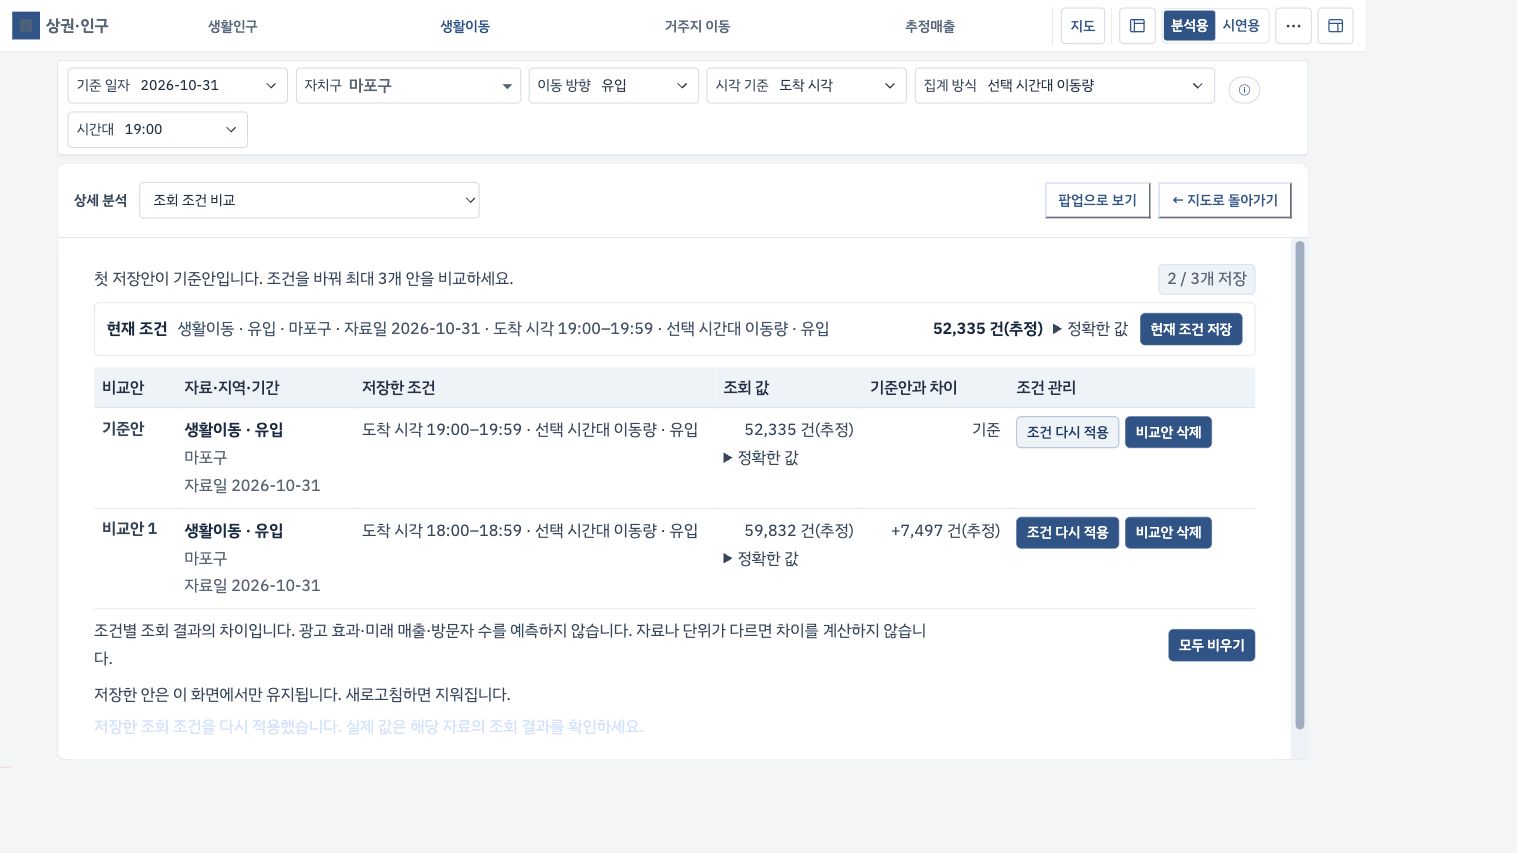 상권·인구
생활인구
생활이동
거주지 이동
추정매출
지도
분석용
시연용
기준 일자 2026-10-31
자치구 마포구
이동 방향 유입
시각 기준 도착 시각
집계 방식 선택 시간대 이동량
시간대 19:00
상세 분석
조회 조건 비교
팝업으로 보기
← 지도로 돌아가기
첫 저장안이 기준안입니다. 조건을 바꿔 최대 3개 안을 비교하세요.
2 / 3개 저장
현재 조건 생활이동 · 유입 · 마포구 · 자료일 2026-10-31 · 도착 시각 19:00–19:59 · 선택 시간대 이동량 · 유입
52,335 건(추정) ▶ 정확한 값
현재 조건 저장
비교안 자료·지역·기간 저장한 조건 조회 값 기준안과 차이 조건 관리
기준안 생활이동 · 유입 도착 시각 19:00–19:59 · 선택 시간대 이동량 · 유입 52,335 건(추정) 기준 조건 다시 적용 비교안 삭제
마포구 ▶ 정확한 값
자료일 2026-10-31
비교안 1 생활이동 · 유입 도착 시각 18:00–18:59 · 선택 시간대 이동량 · 유입 59,832 건(추정) +7,497 건(추정) 조건 다시 적용 비교안 삭제
마포구 ▶ 정확한 값
자료일 2026-10-31
조건별 조회 결과의 차이입니다. 광고 효과·미래 매출·방문자 수를 예측하지 않습니다. 자료나 단위가 다르면 차이를 계산하지 않습니
다.
모두 비우기
저장한 안은 이 화면에서만 유지됩니다. 새로고침하면 지워집니다.
저장한 조회 조건을 다시 적용했습니다. 실제 값은 해당 자료의 조회 결과를 확인하세요.